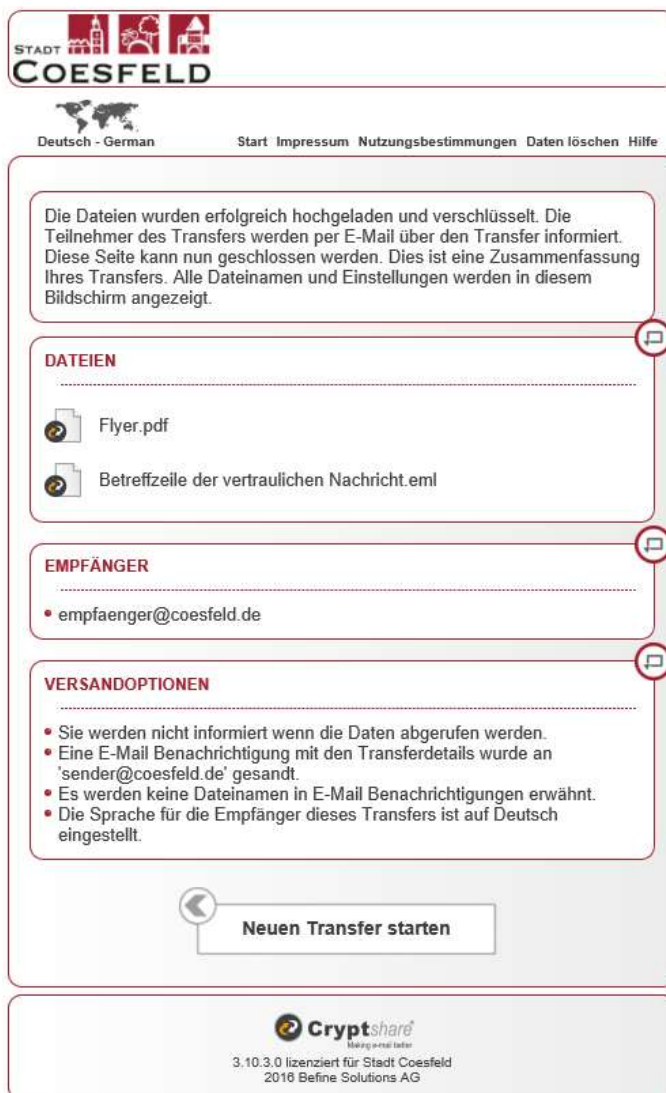 STADT
COESFELD
Deutsch - German
Start Impressum Nutzungsbestimmungen Daten löschen Hilfe
Die Dateien wurden erfolgreich hochgeladen und verschlüsselt. Die
Teilnehmer des Transfers werden per E-Mail über den Transfer informiert.
Diese Seite kann nun geschlossen werden. Dies ist eine Zusammenfassung
Ihres Transfers. Alle Dateinamen und Einstellungen werden in diesem
Bildschirm angezeigt.
DATEIEN
Flyer.pdf
Betreffzeile der vertraulichen Nachricht.eml
EMPFÄNGER
empfaenger@coesfeld.de
VERSANDOPTIONEN
Sie werden nicht informiert wenn die Daten abgerufen werden.
Eine E-Mail Benachrichtigung mit den Transferdetails wurde an
'sender@coesfeld.de' gesandt.
Es werden keine Dateinamen in E-Mail Benachrichtigungen erwähnt.
Die Sprache für die Empfänger dieses Transfers ist auf Deutsch
eingestellt.
Neuen Transfer starten
Cryptshare
Making e-mail better
3.10.3.0 lizenziert für Stadt Coesfeld
2016 Befine Solutions AG